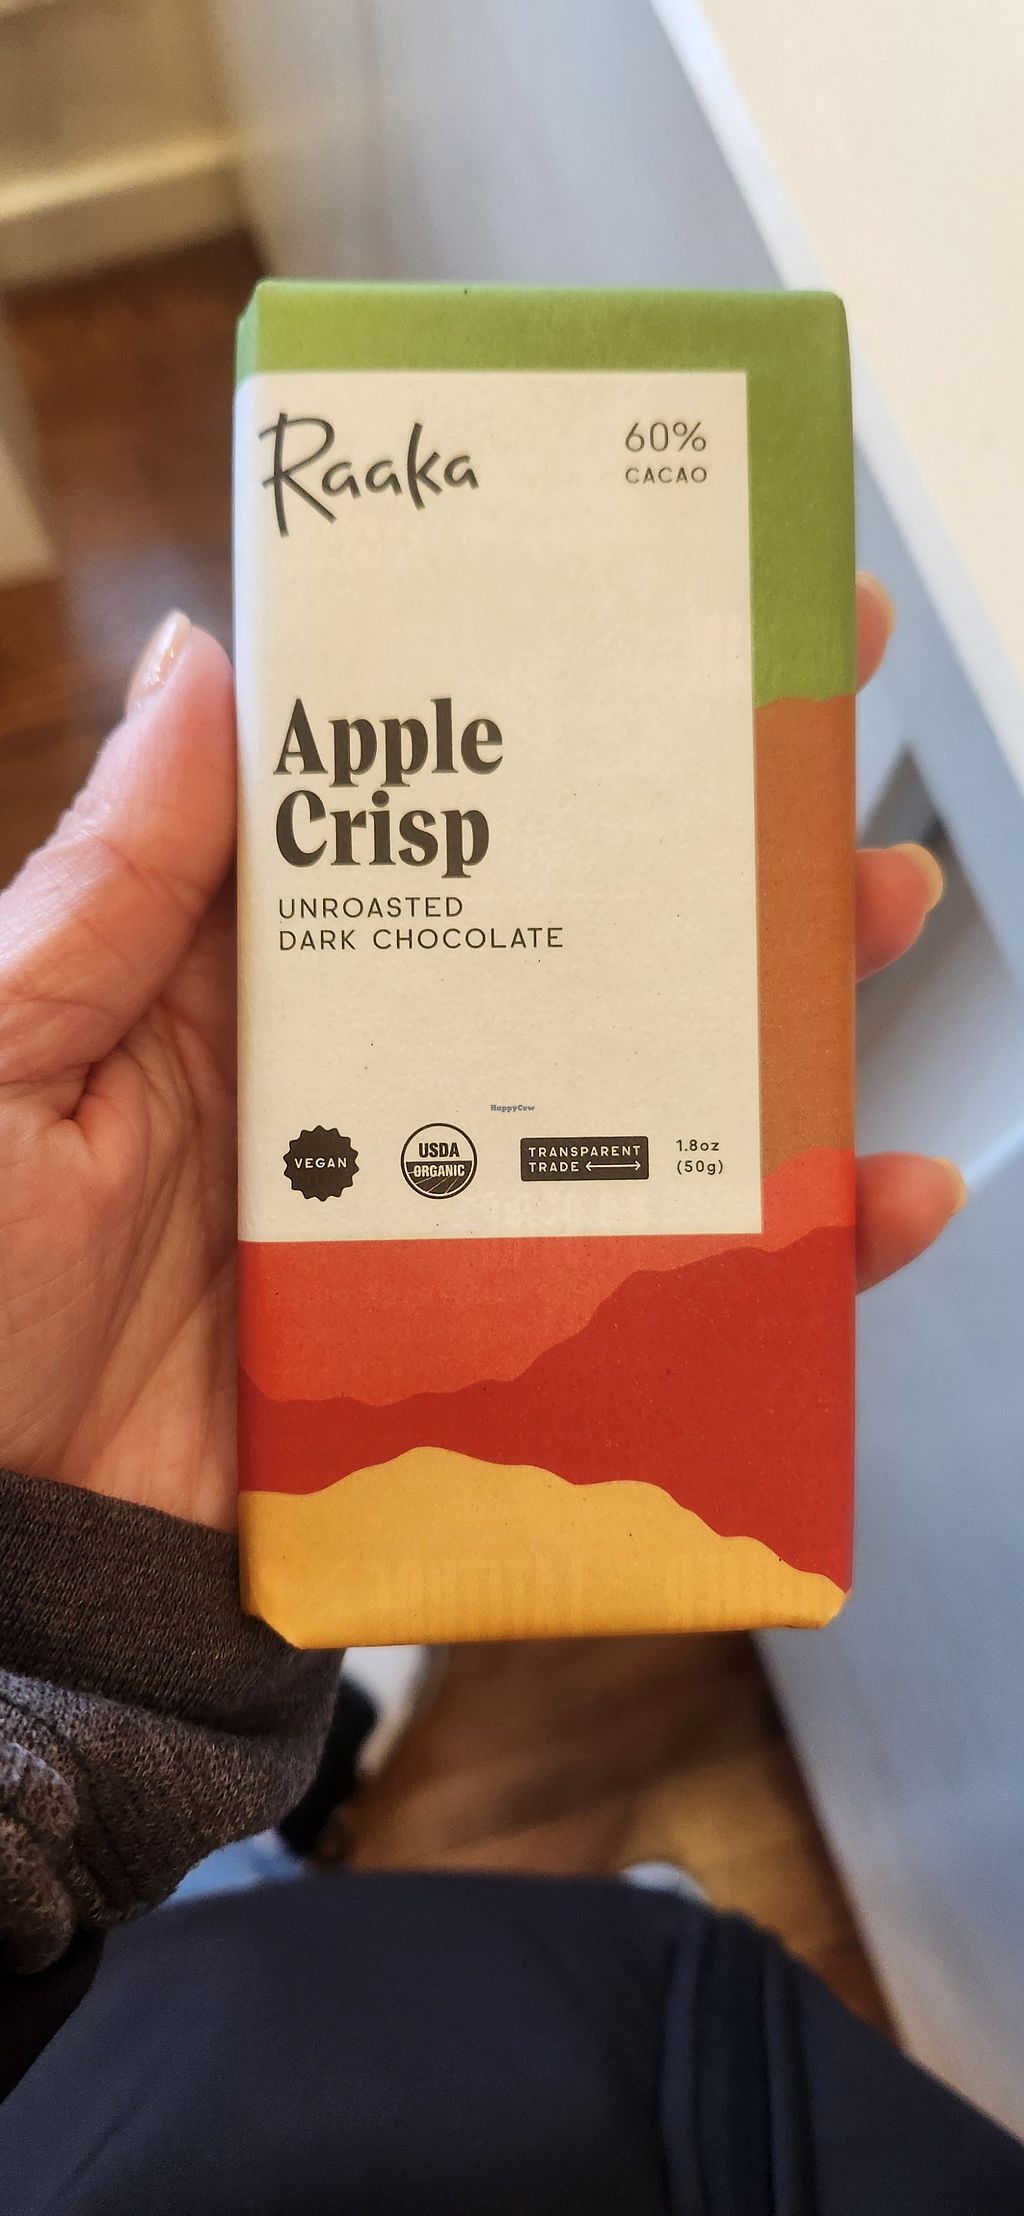 Raaka
60%
CACAO
Apple
Crisp
UNROASTED
DARK CHOCOLATE
HappyCow
VEGAN
USDA
ORGANIC
TRANSPARENT
TRADE
1.8oz
(50g)